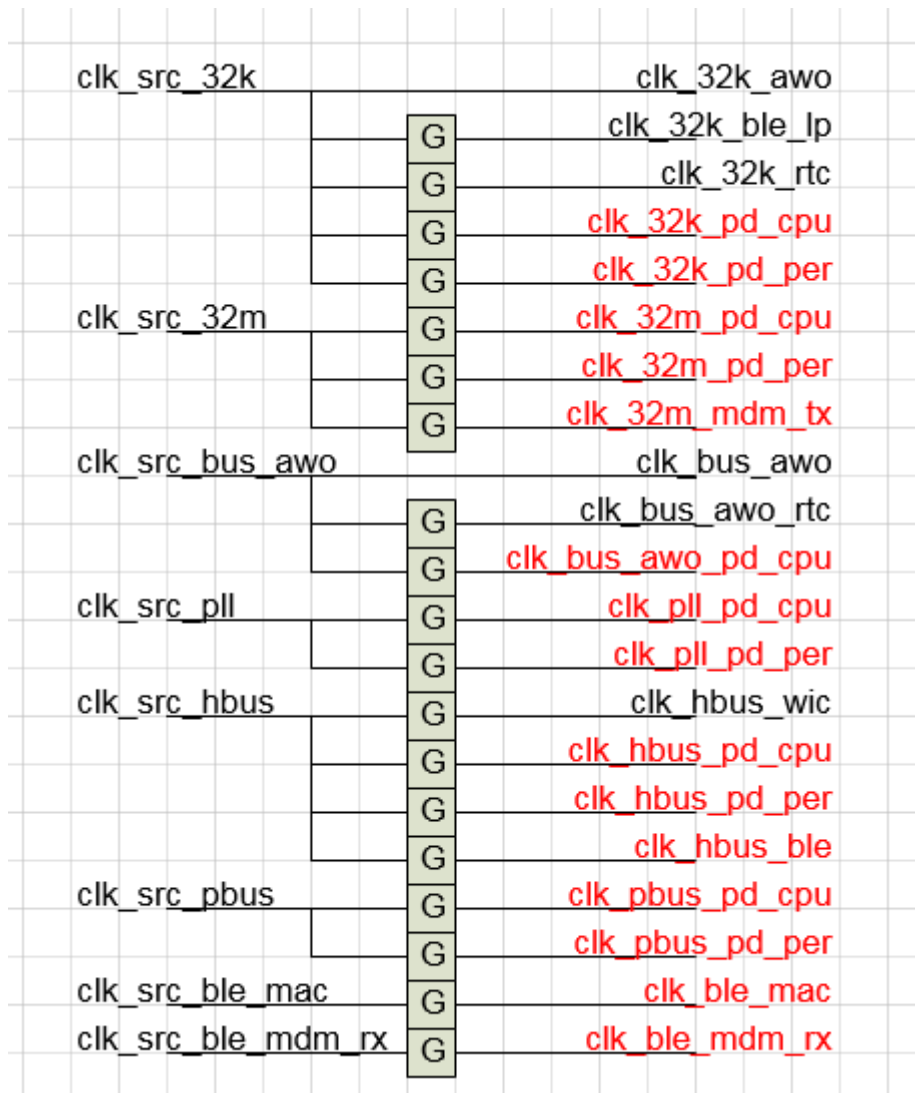 clk_src_32k clk_32k_awo
G clk_32k_ble_lp
G clk_32k_rtc
G clk_32k_pd_cpu
G clk_32k_pd_per
clk_src_32m G clk_32m_pd_cpu
G clk_32m_pd_per
G clk_32m_mdm_tx
clk_src_bus_awo clk_bus_awo
G clk_bus_awo_rtc
G clk_bus_awo_pd_cpu
clk_src_pll G clk_pll_pd_cpu
G clk_pll_pd_per
clk_src_hbus G clk_hbus_wic
G clk_hbus_pd_cpu
G clk_hbus_pd_per
G clk_hbus_ble
clk_src_pbus G clk_pbus_pd_cpu
G clk_pbus_pd_per
clk_src_ble_mac G clk_ble_mac
clk_src_ble_mdm_rx G clk_ble_mdm_rx